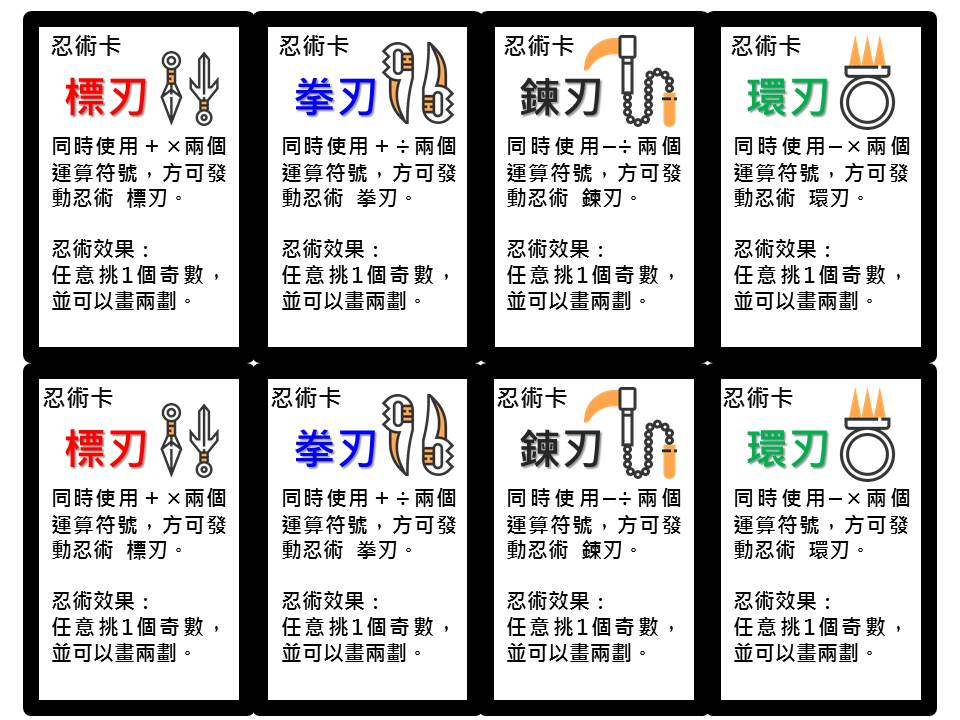 忍術卡
標刃
同時使用+×兩個
運算符號，方可發
動忍術 標刃。
忍術效果：
任意挑1個奇數，
並可以畫兩劃。
忍術卡
拳刃
同時使用+÷兩個
運算符號，方可發
動忍術 拳刃。
忍術效果：
任意挑1個奇數，
並可以畫兩劃。
忍術卡
鍊刃
同時使用−÷兩個
運算符號，方可發
動忍術 鍊刃。
忍術效果：
任意挑1個奇數，
並可以畫兩劃。
忍術卡
環刃
同時使用−×兩個
運算符號，方可發
動忍術 環刃。
忍術效果：
任意挑1個奇數，
並可以畫兩劃。
忍術卡
標刃
同時使用+×兩個
運算符號，方可發
動忍術 標刃。
忍術效果：
任意挑1個奇數，
並可以畫兩劃。
忍術卡
拳刃
同時使用+÷兩個
運算符號，方可發
動忍術 拳刃。
忍術效果：
任意挑1個奇數，
並可以畫兩劃。
忍術卡
鍊刃
同時使用−÷兩個
運算符號，方可發
動忍術 鍊刃。
忍術效果：
任意挑1個奇數，
並可以畫兩劃。
忍術卡
環刃
同時使用−×兩個
運算符號，方可發
動忍術 環刃。
忍術效果：
任意挑1個奇數，
並可以畫兩劃。